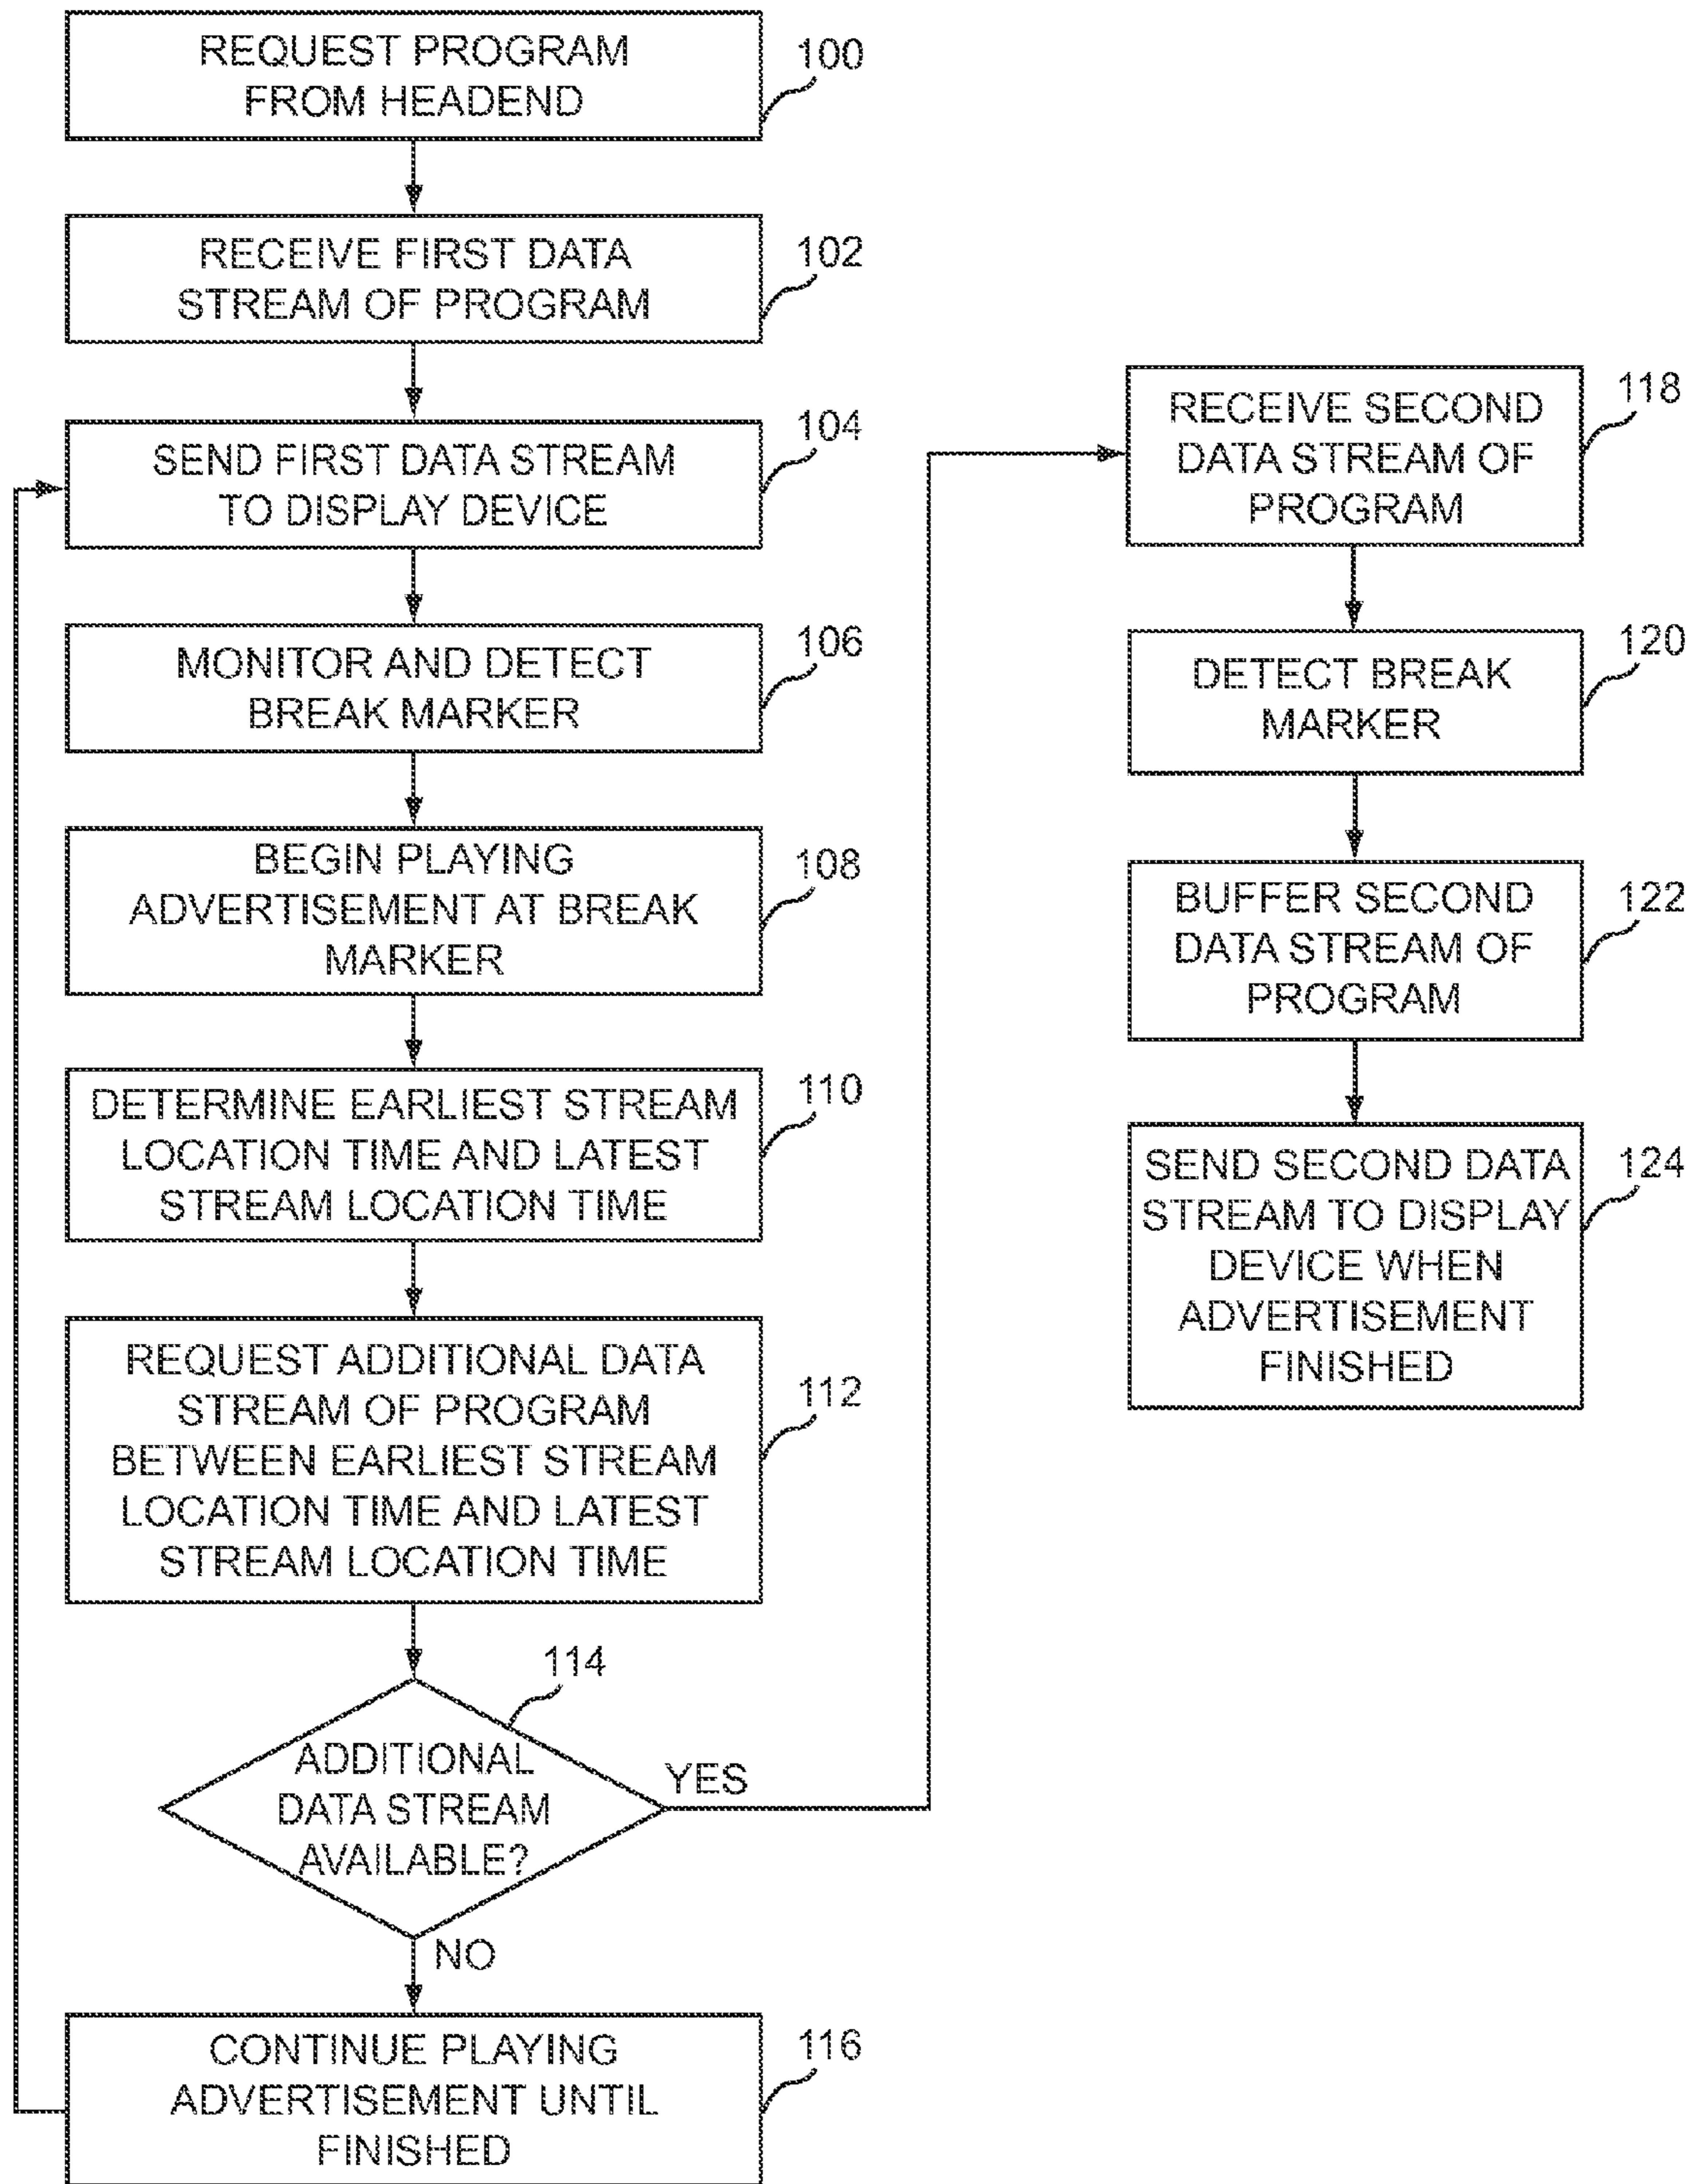 REQUEST PROGRAM
FROM HEADEND
100
RECEIVE FIRST DATA
STREAM OF PROGRAM
102
SEND FIRST DATA STREAM
TO DISPLAY DEVICE
104
MONITOR AND DETECT
BREAK MARKER
106
BEGIN PLAYING
ADVERTISEMENT AT BREAK
MARKER
108
DETERMINE EARLIEST STREAM
LOCATION TIME AND LATEST
STREAM LOCATION TIME
110
REQUEST ADDITIONAL DATA
STREAM OF PROGRAM
BETWEEN EARLIEST STREAM
LOCATION TIME AND LATEST
STREAM LOCATION TIME
112
114
ADDITIONAL
DATA STREAM
AVAILABLE?
YES
NO
CONTINUE PLAYING
ADVERTISEMENT UNTIL
FINISHED
116
RECEIVE SECOND
DATA STREAM OF
PROGRAM
118
DETECT BREAK
MARKER
120
BUFFER SECOND
DATA STREAM OF
PROGRAM
122
SEND SECOND DATA
STREAM TO DISPLAY
DEVICE WHEN
ADVERTISEMENT
FINISHED
124